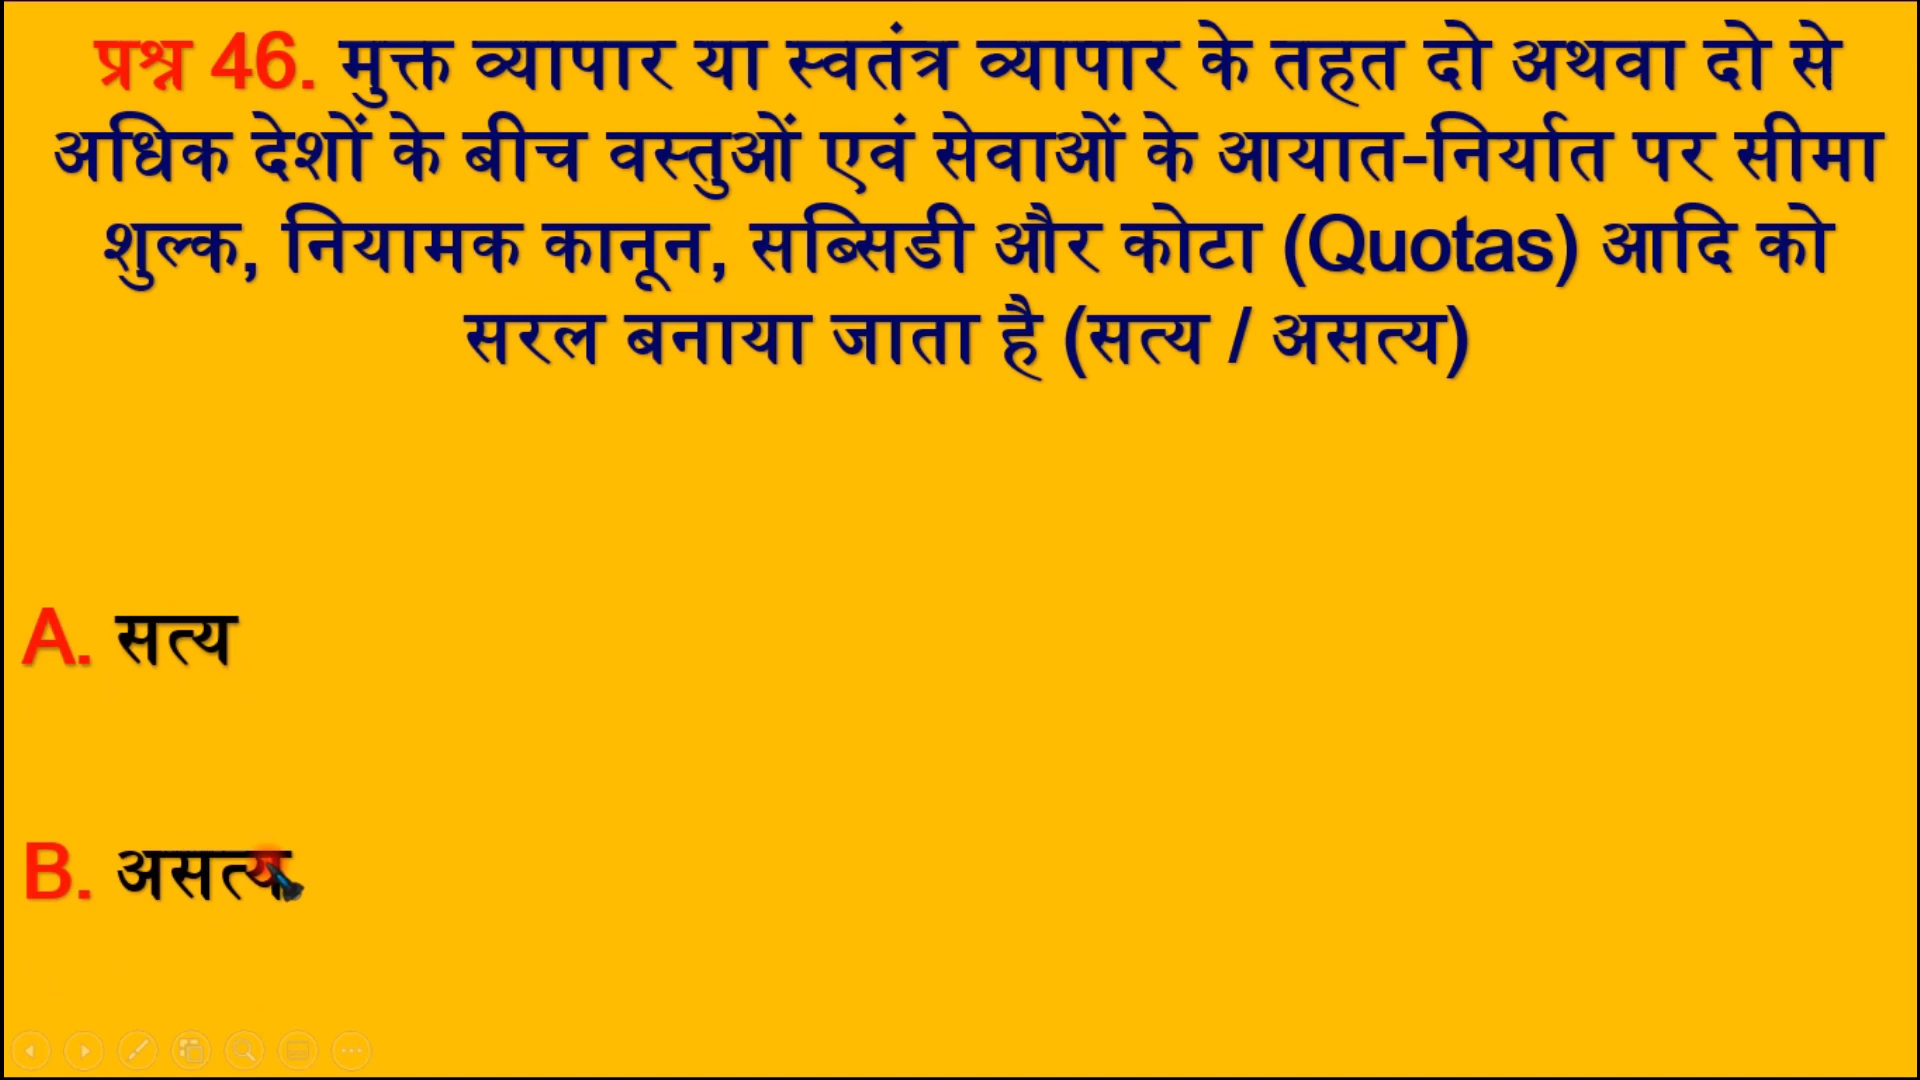 प्रश्न 46. मुक्त व्यापार या स्वतंत्र व्यापार के तहत दो अथवा दो से
अधिक देशों के बीच वस्तुओं एवं सेवाओं के आयात-निर्यात पर सीमा
शुल्क, नियामक कानून, सब्सिडी और कोटा (Quotas) आदि को
सरल बनाया जाता है (सत्य / असत्य)
A. सत्य
B. असत्य